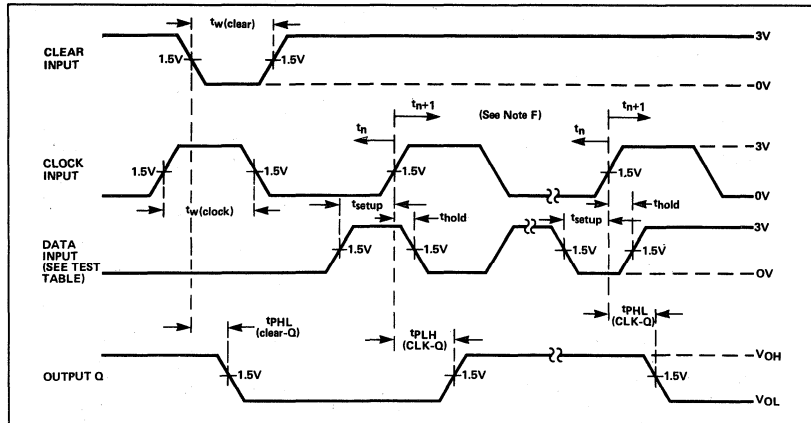 tw(clear)
CLEAR
INPUT
1.5V
1.5V
3V
0V
tn
tn+1
(See Note F)
tn
tn+1
CLOCK
INPUT
1.5V
1.5V
1.5V
1.5V
3V
0V
tw(clock)
tsetup
thold
tsetup
thold
DATA
INPUT
(SEE TEST
TABLE)
1.5V
1.5V
1.5V
1.5V
3V
0V
tPHL
(clear-Q)
tPLH
(CLK-Q)
tPHL
(CLK-Q)
OUTPUT Q
1.5V
1.5V
1.5V
VOH
VOL